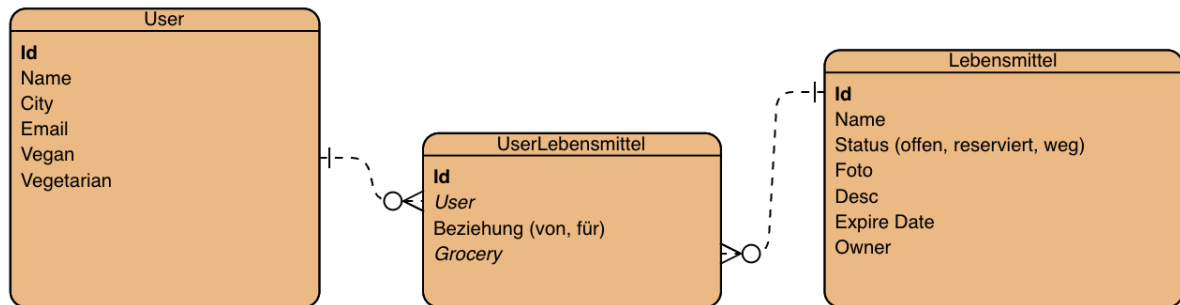 User
Id
Name
City
Email
Vegan
Vegetarian
UserLebensmittel
Id
User
Beziehung (von, für)
Grocery
Lebensmittel
Id
Name
Status (offen, reserviert, weg)
Foto
Desc
Expire Date
Owner